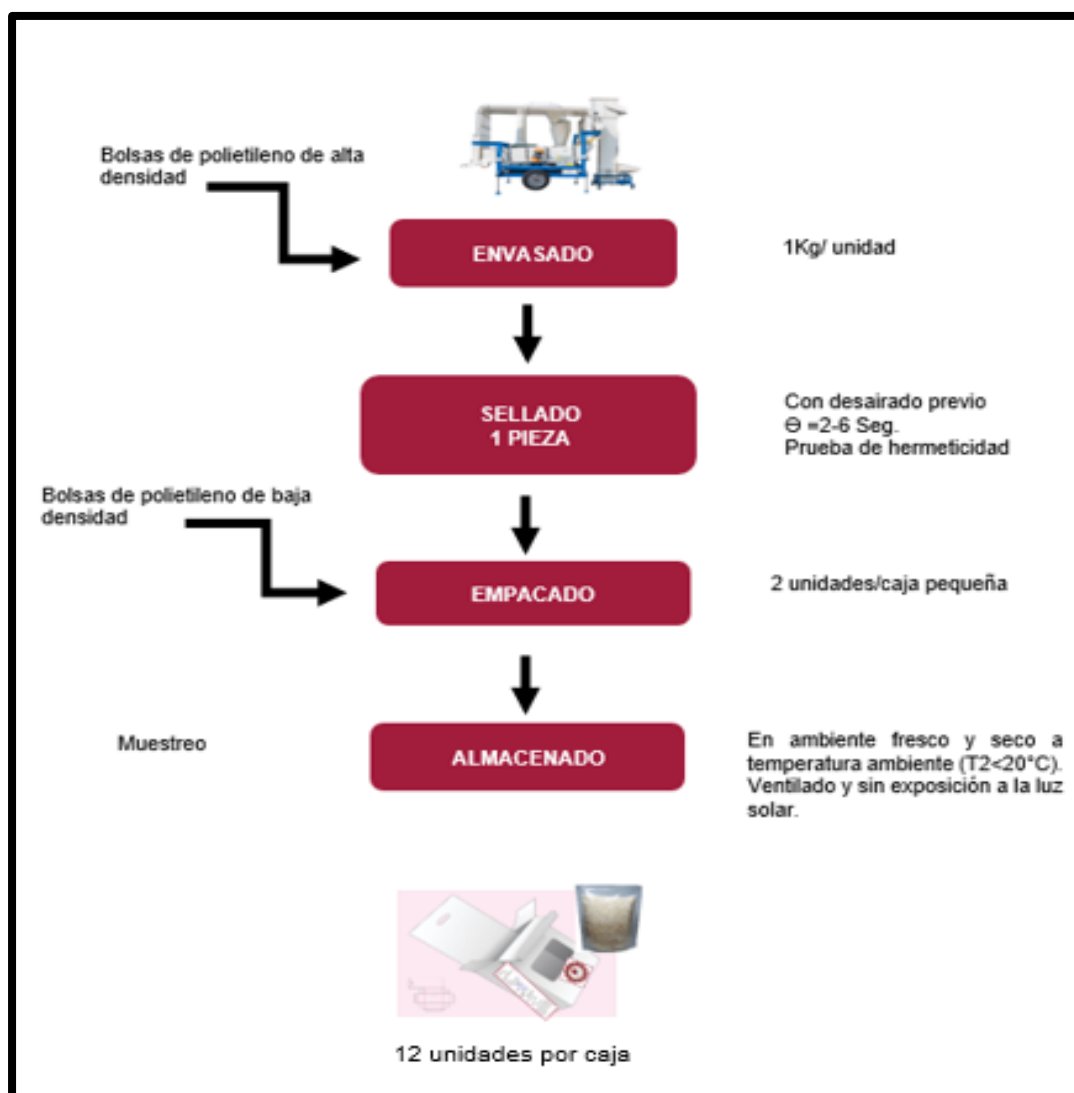 Bolsas de polietileno de alta
densidad
ENVASADO
1Kg/ unidad
SELLADO
1 PIEZA
Con desairado previo
Ɵ =2-6 Seg.
Prueba de hermeticidad
Bolsas de polietileno de baja
densidad
EMPACADO
2 unidades/caja pequeña
Muestreo
ALMACENADO
En ambiente fresco y seco a
temperatura ambiente (T2<20°C).
Ventilado y sin exposición a la luz
solar.
12 unidades por caja